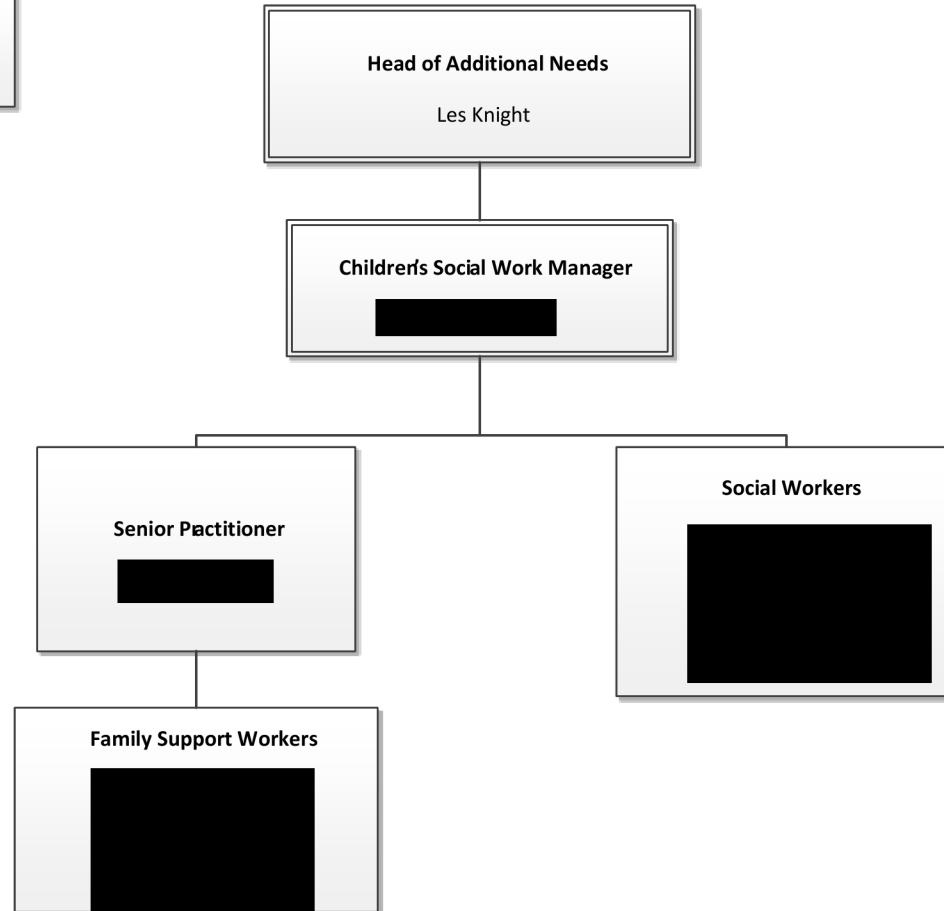 Head of Additional Needs
Les Knight
Children's Social Work Manager
Senior Practitioner
Social Workers
Family Support Workers